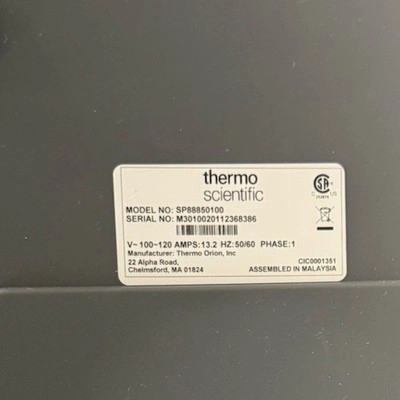 thermo
scientific
MODEL NO: SP88850100
SERIAL NO: M3010020112368386
V~ 100~120 AMPS:13.2 HZ:50/60 PHASE:1
Manufacturer: Thermo Orion, Inc
22 Alpha Road,
Chelmsford, MA 01824
CIC0001351
ASSEMBLED IN MALAYSIA